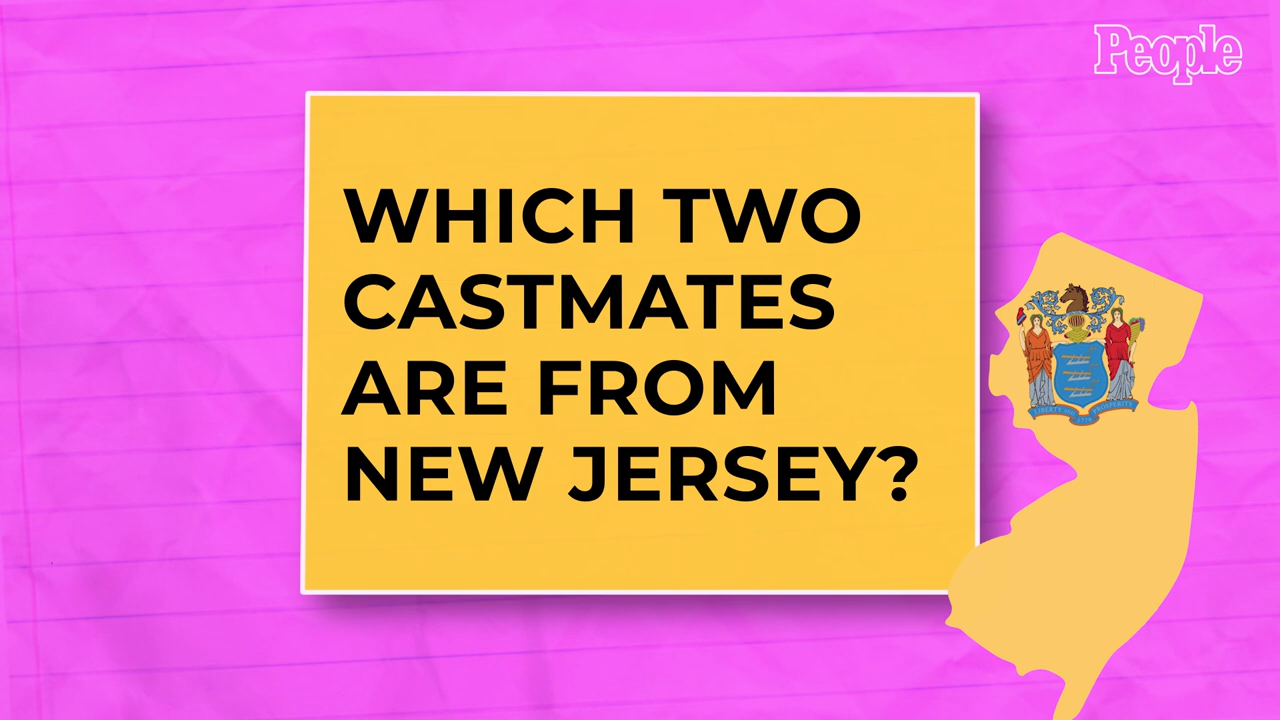 People
WHICH TWO
CASTMATES
ARE FROM
NEW JERSEY?
LIBERTY AND PROSPERITY
1776